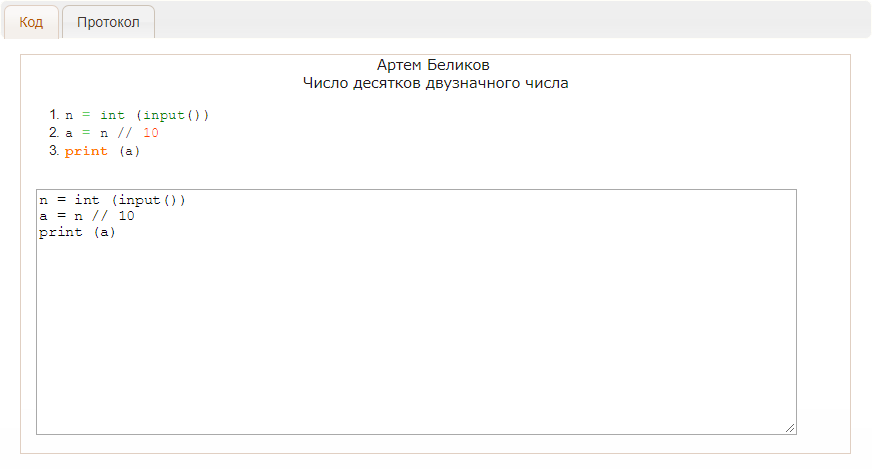 Код Протокол
Артем Беликов
Число десятков двузначного числа
1. n = int (input())
2. a = n // 10
3. print (a)
n = int (input())
a = n // 10
print (a)